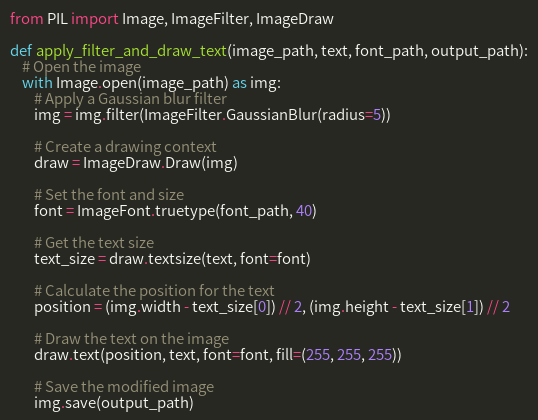 from PIL import Image, ImageFilter, ImageDraw
def apply_filter_and_draw_text(image_path, text, font_path, output_path):
# Open the image
with Image.open(image_path) as img:
# Apply a Gaussian blur filter
img = img.filter(ImageFilter.GaussianBlur(radius=5))
# Create a drawing context
draw = ImageDraw.Draw(img)
# Set the font and size
font = ImageFont.truetype(font_path, 40)
# Get the text size
text_size = draw.textsize(text, font=font)
# Calculate the position for the text
position = (img.width - text_size[0]) // 2, (img.height - text_size[1]) // 2
# Draw the text on the image
draw.text(position, text, font=font, fill=(255, 255, 255))
# Save the modified image
img.save(output_path)